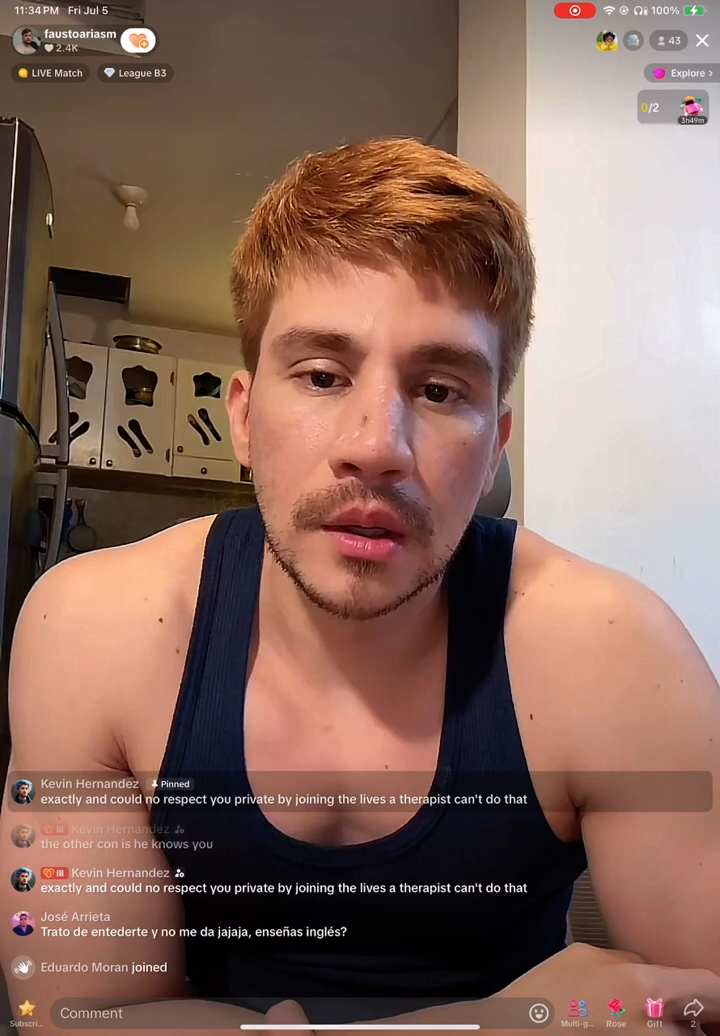 11:34 PM Fri Jul 5
100%
faustoariasm
2.4K
43
LIVE Match
League B3
Explore >
0/2
3h49m
Kevin Hernandez Pinned
exactly and could no respect you private by joining the lives a therapist can't do that
III Kevin Hernandez
the other con is he knows you
III Kevin Hernandez
exactly and could no respect you private by joining the lives a therapist can't do that
José Arrieta
Trato de entederte y no me da jajaja, enseñas inglés?
Eduardo Moran joined
Comment
Subscri...
Multi-g...
Rose
Gift
2